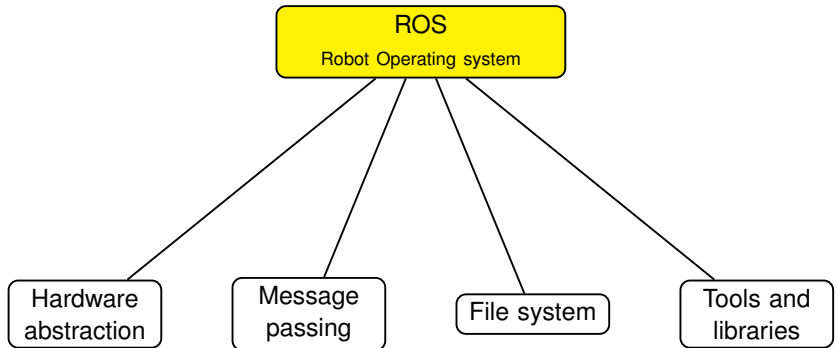 ROS
Robot Operating system
Hardware
abstraction
Message
passing
File system
Tools and
libraries